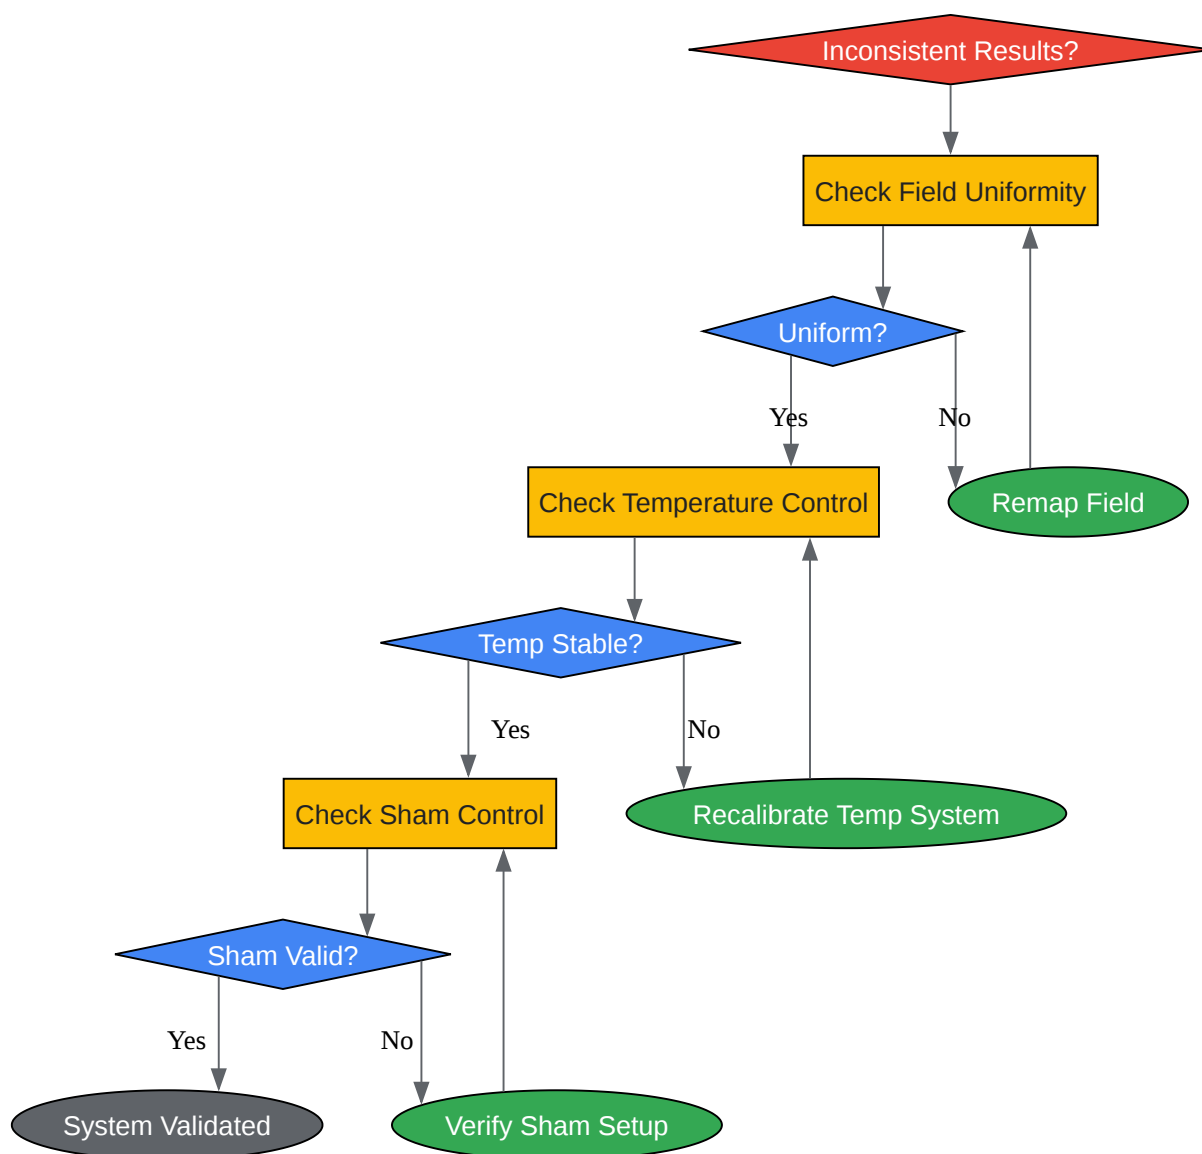 Inconsistent Results?
Check Field Uniformity
Uniform?
Yes
No
Check Temperature Control
Remap Field
Temp Stable?
Yes
No
Check Sham Control
Recalibrate Temp System
Sham Valid?
Yes
No
System Validated
Verify Sham Setup